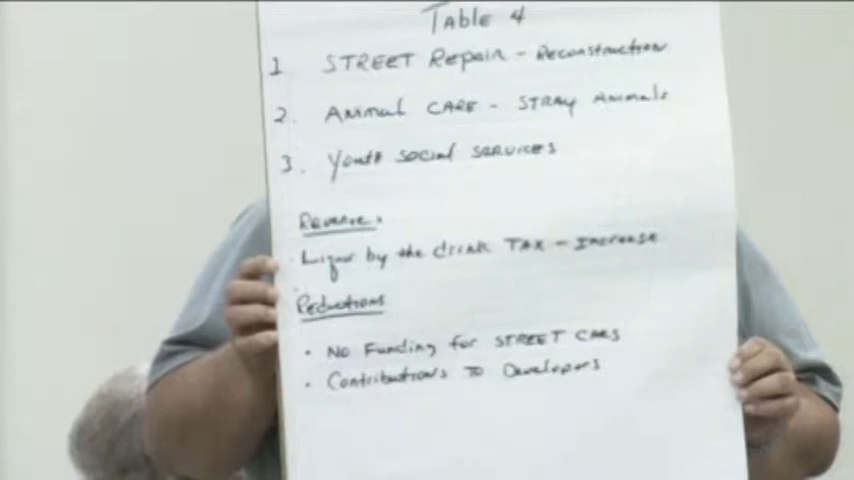 Table 4
1 STREET Repair - Reconstruction
2. Animal CARE - STRAY Animals
3. Youth social services
Revenue:
Liquor by the drink TAX - Increase
Reductions
• No Funding for STREET CARS
• Contributions TO Developers